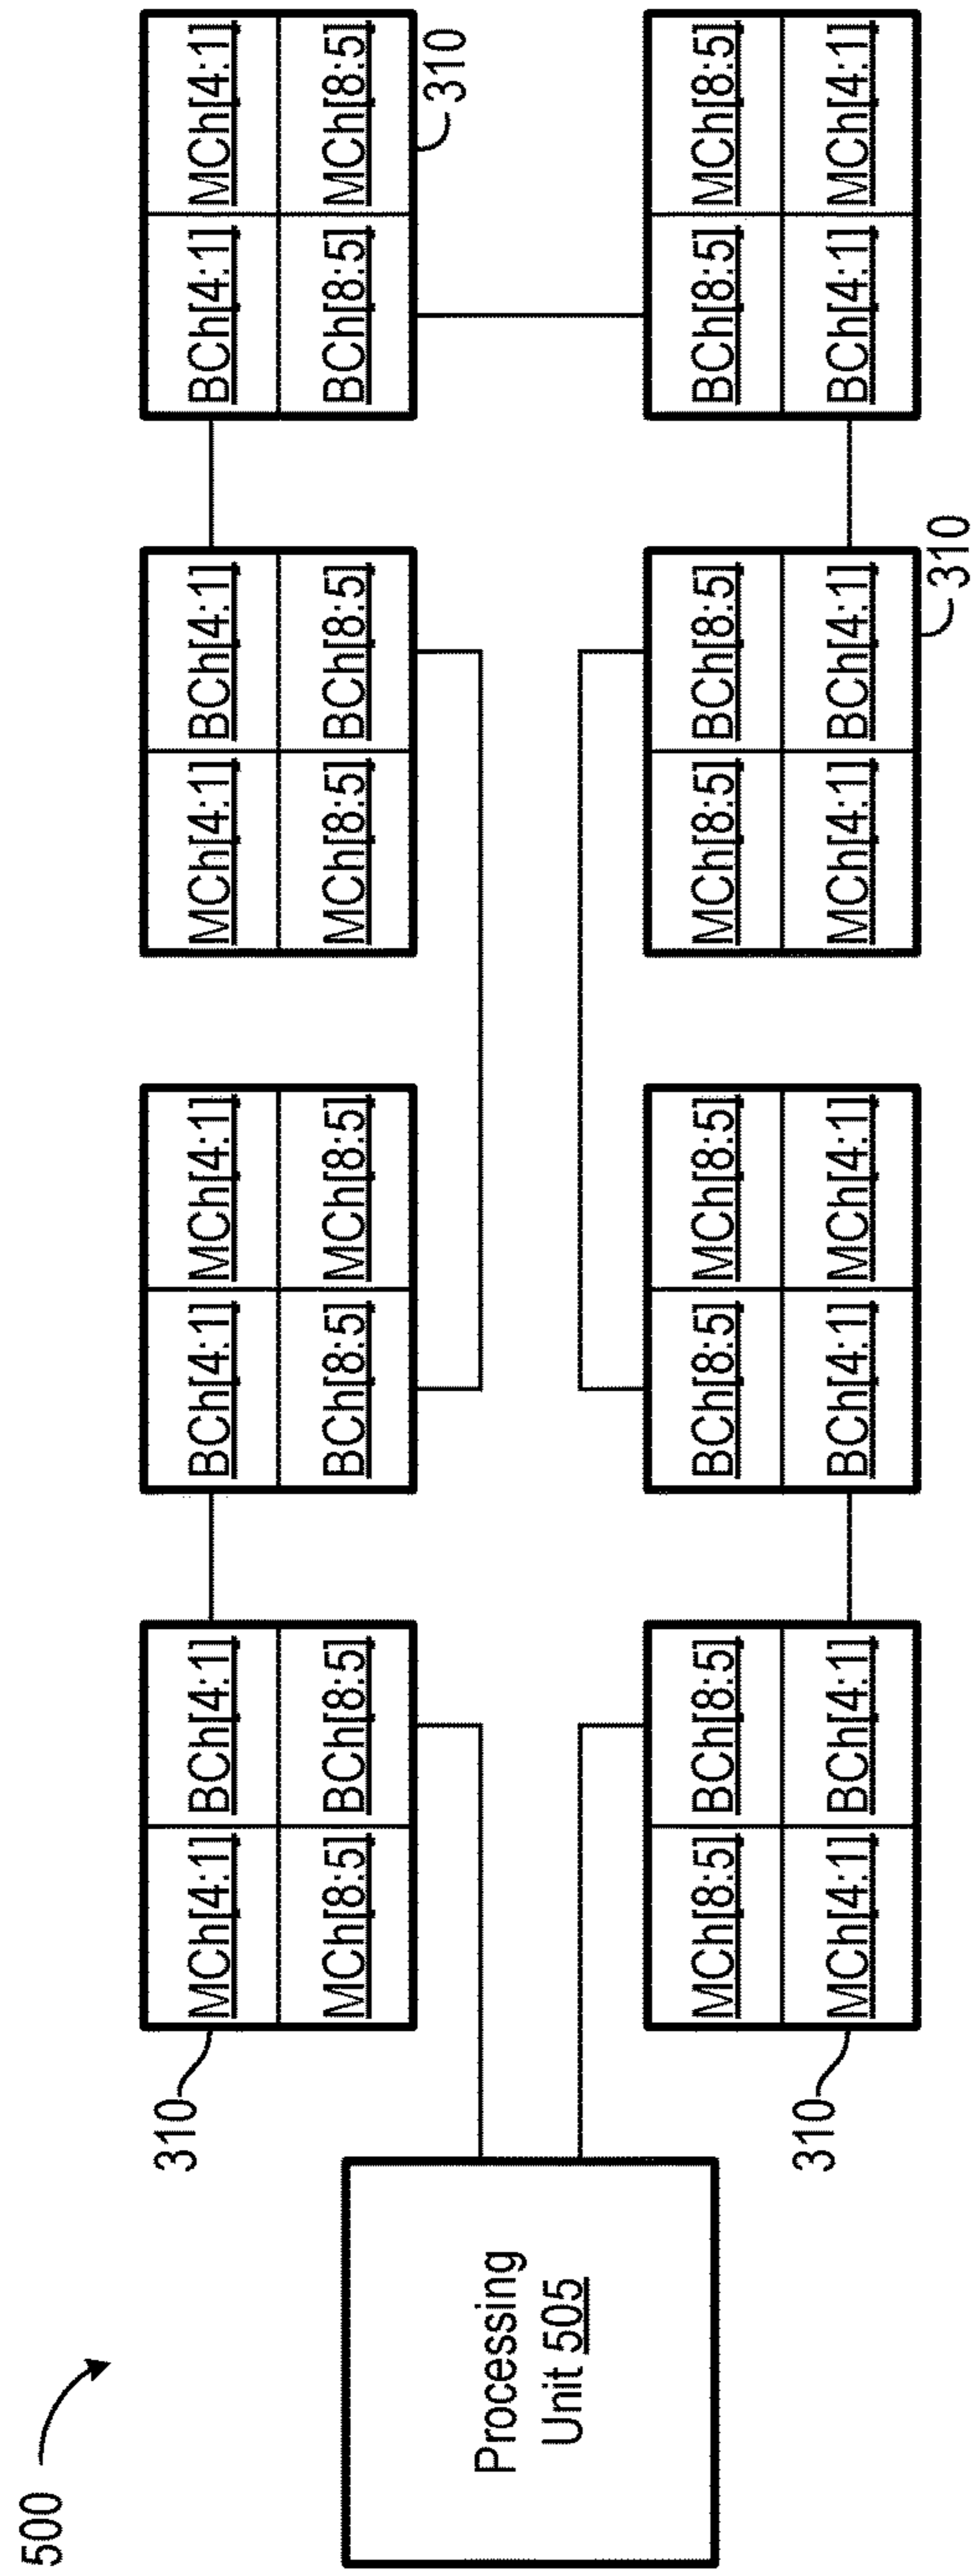 500
310 MCh[4:1] BCh[4:1] BCh[4:1] MCh[4:1] MCh[4:1] BCh[4:1] BCh[4:1] MCh[4:1]
MCh[8:5] BCh[8:5] BCh[8:5] MCh[8:5] MCh[8:5] BCh[8:5] BCh[8:5] MCh[8:5]
310
Processing
Unit 505
MCh[8:5] BCh[8:5] BCh[8:5] MCh[8:5] MCh[8:5] BCh[8:5] BCh[8:5] MCh[8:5]
310 MCh[4:1] BCh[4:1] BCh[4:1] MCh[4:1] MCh[4:1] BCh[4:1] BCh[4:1] MCh[4:1]
310